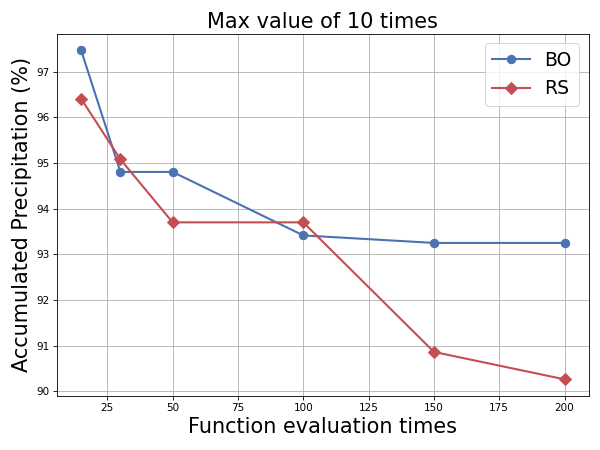 Max value of 10 times
BO
RS
Accumulated Precipitation (%)
97
96
95
94
93
92
91
90
25 50 75 100 125 150 175 200
Function evaluation times